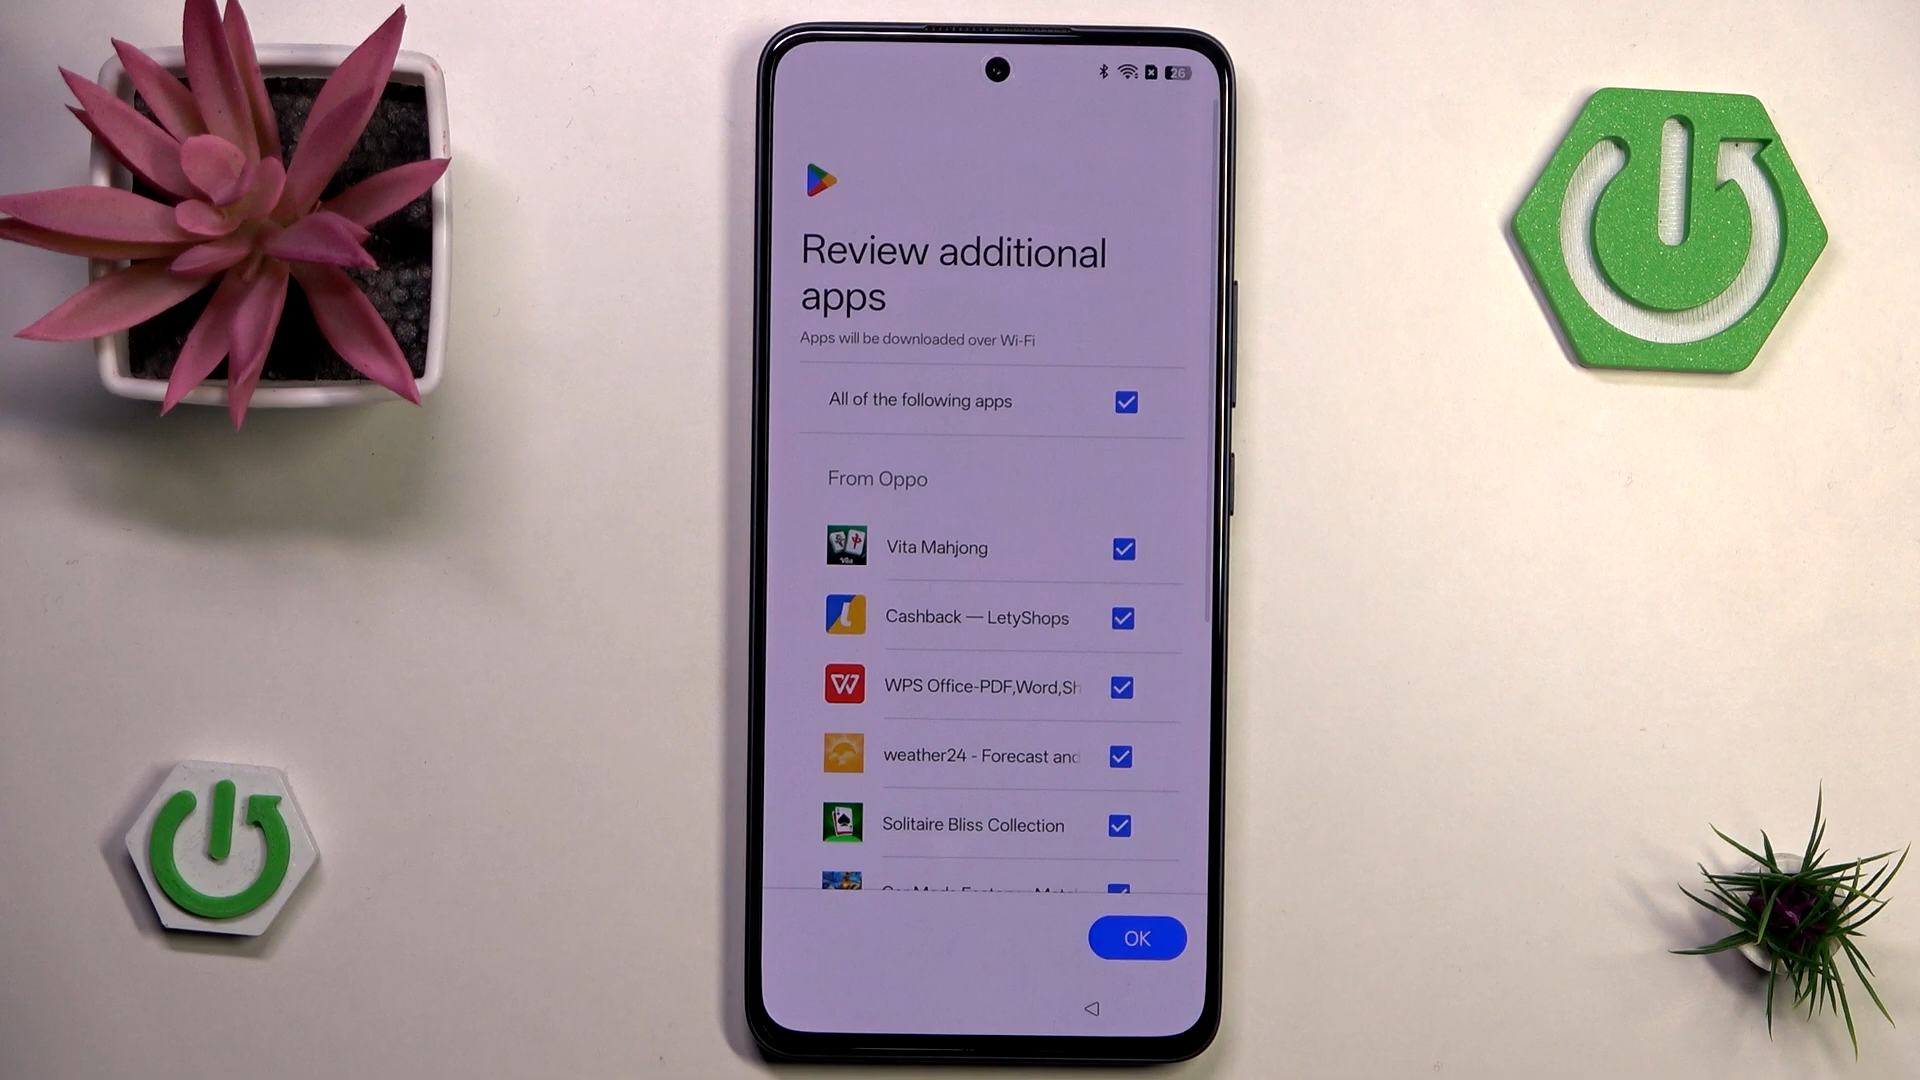 26
Review additional
apps
Apps will be downloaded over Wi-Fi
All of the following apps
From Oppo
Vita Mahjong
Cashback — LetyShops
WPS Office-PDF,Word,Sh
weather24 - Forecast and
Solitaire Bliss Collection
OK